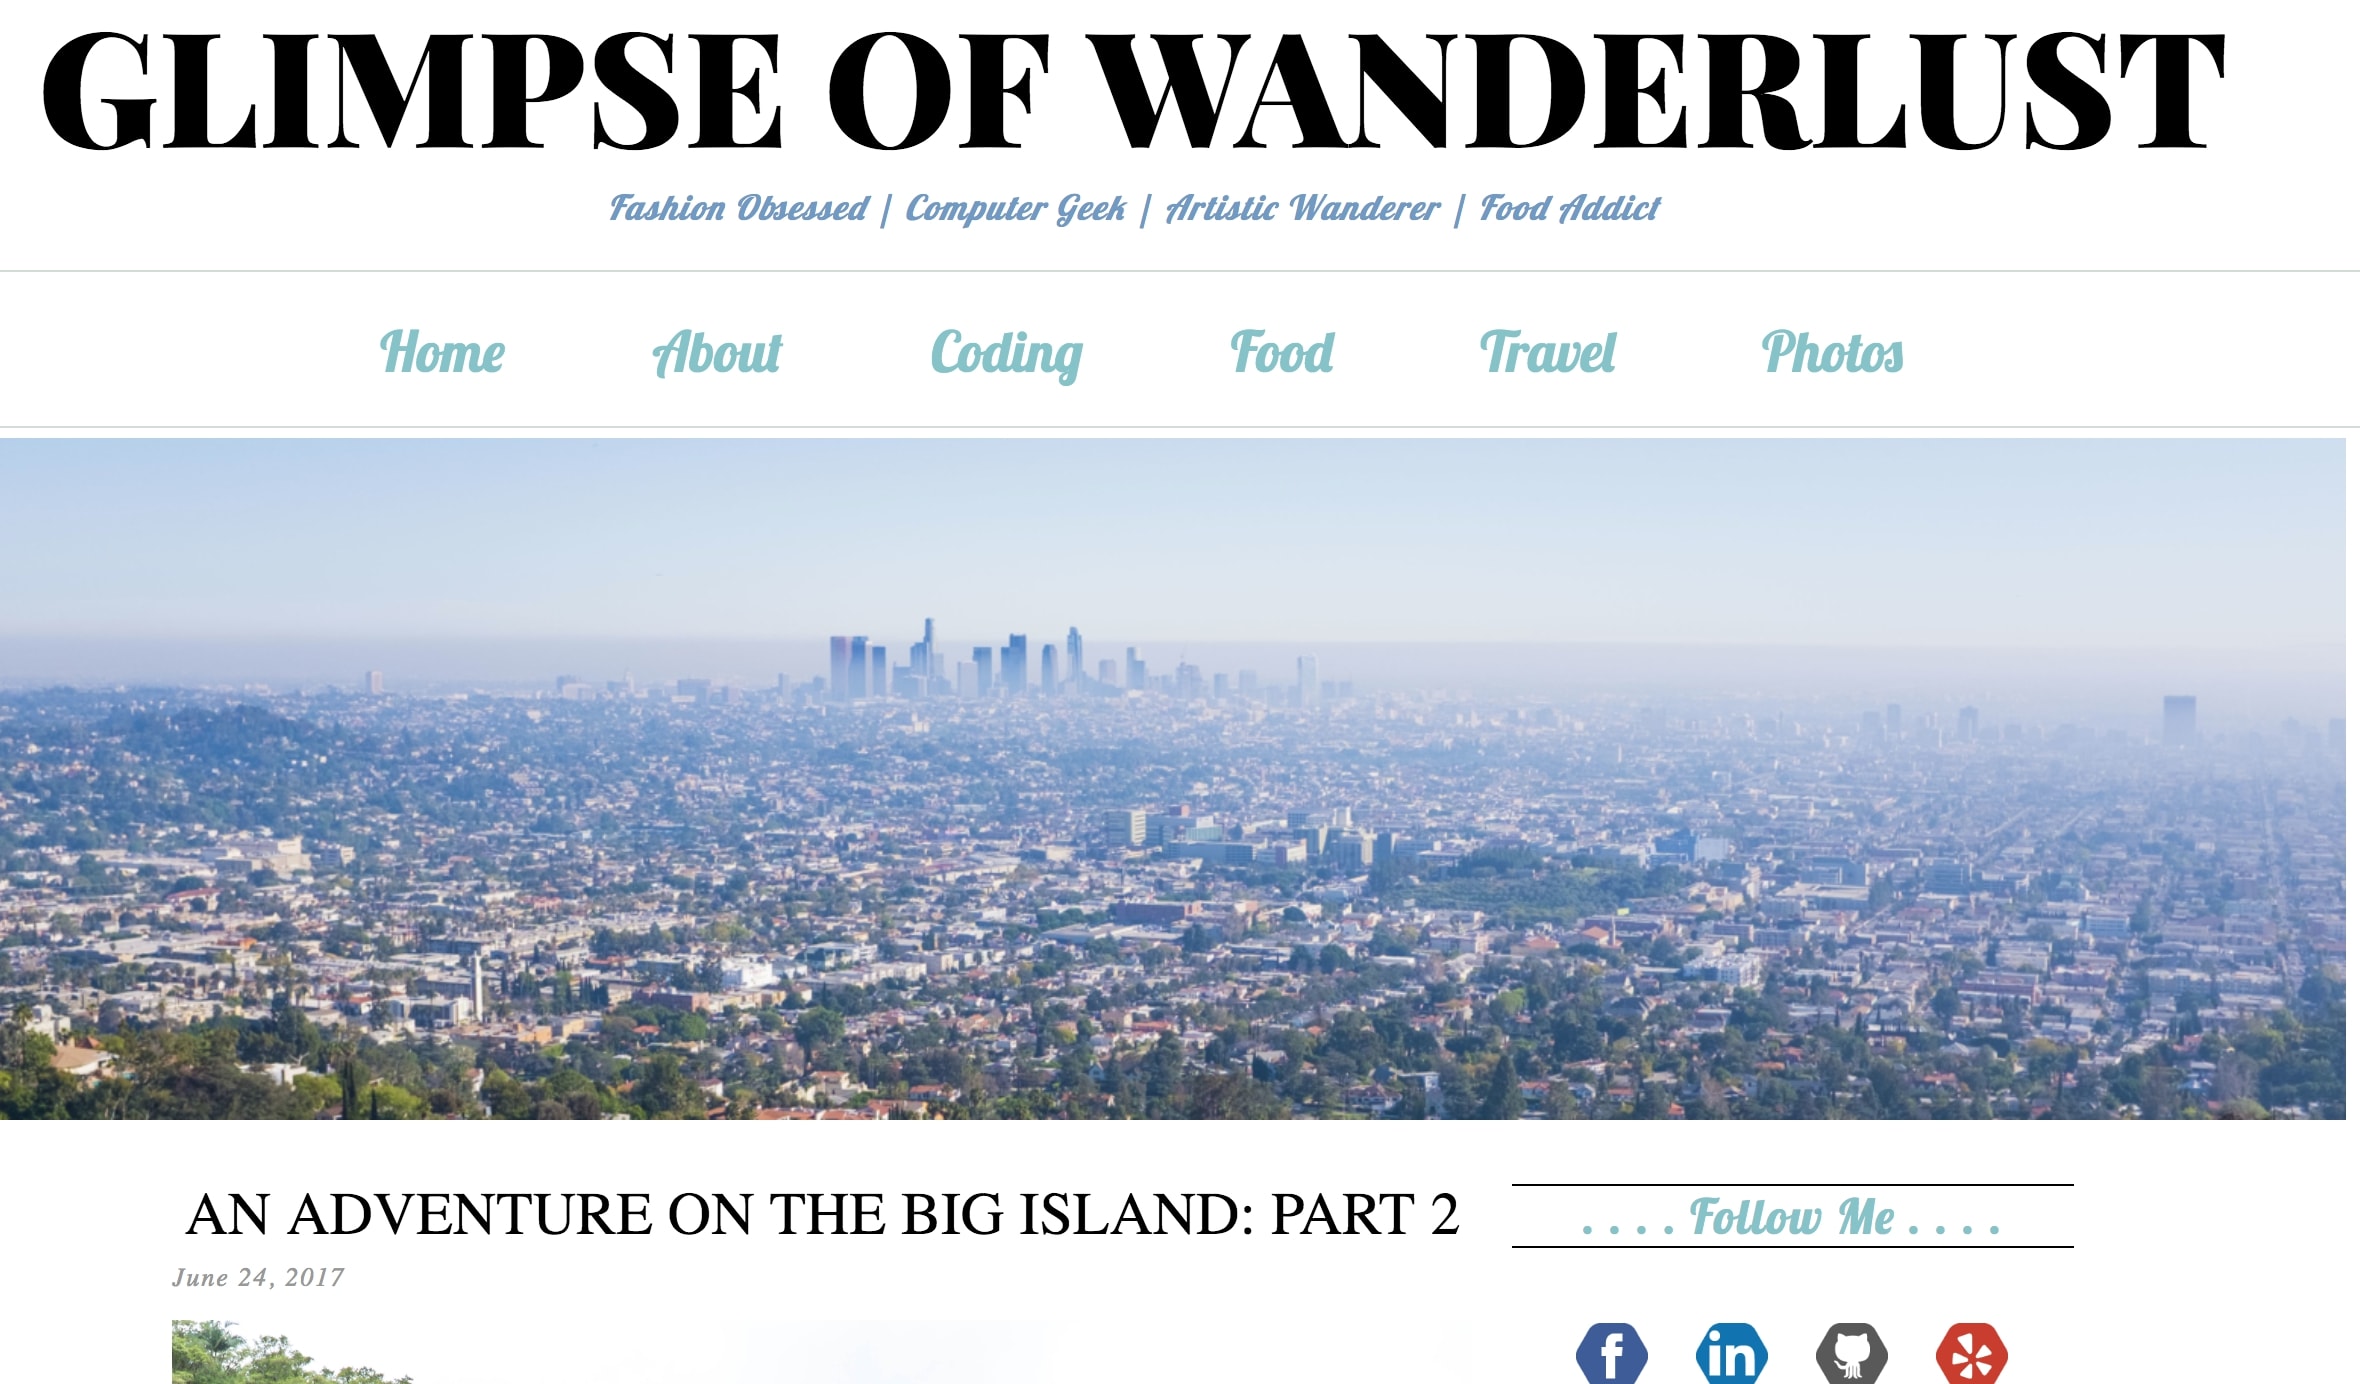 GLIMPSE OF WANDERLUST
Fashion Obsessed | Computer Geek | Artistic Wanderer | Food Addict
Home About Coding Food Travel Photos
AN ADVENTURE ON THE BIG ISLAND: PART 2
June 24, 2017
. . . . Follow Me . . . .
f in